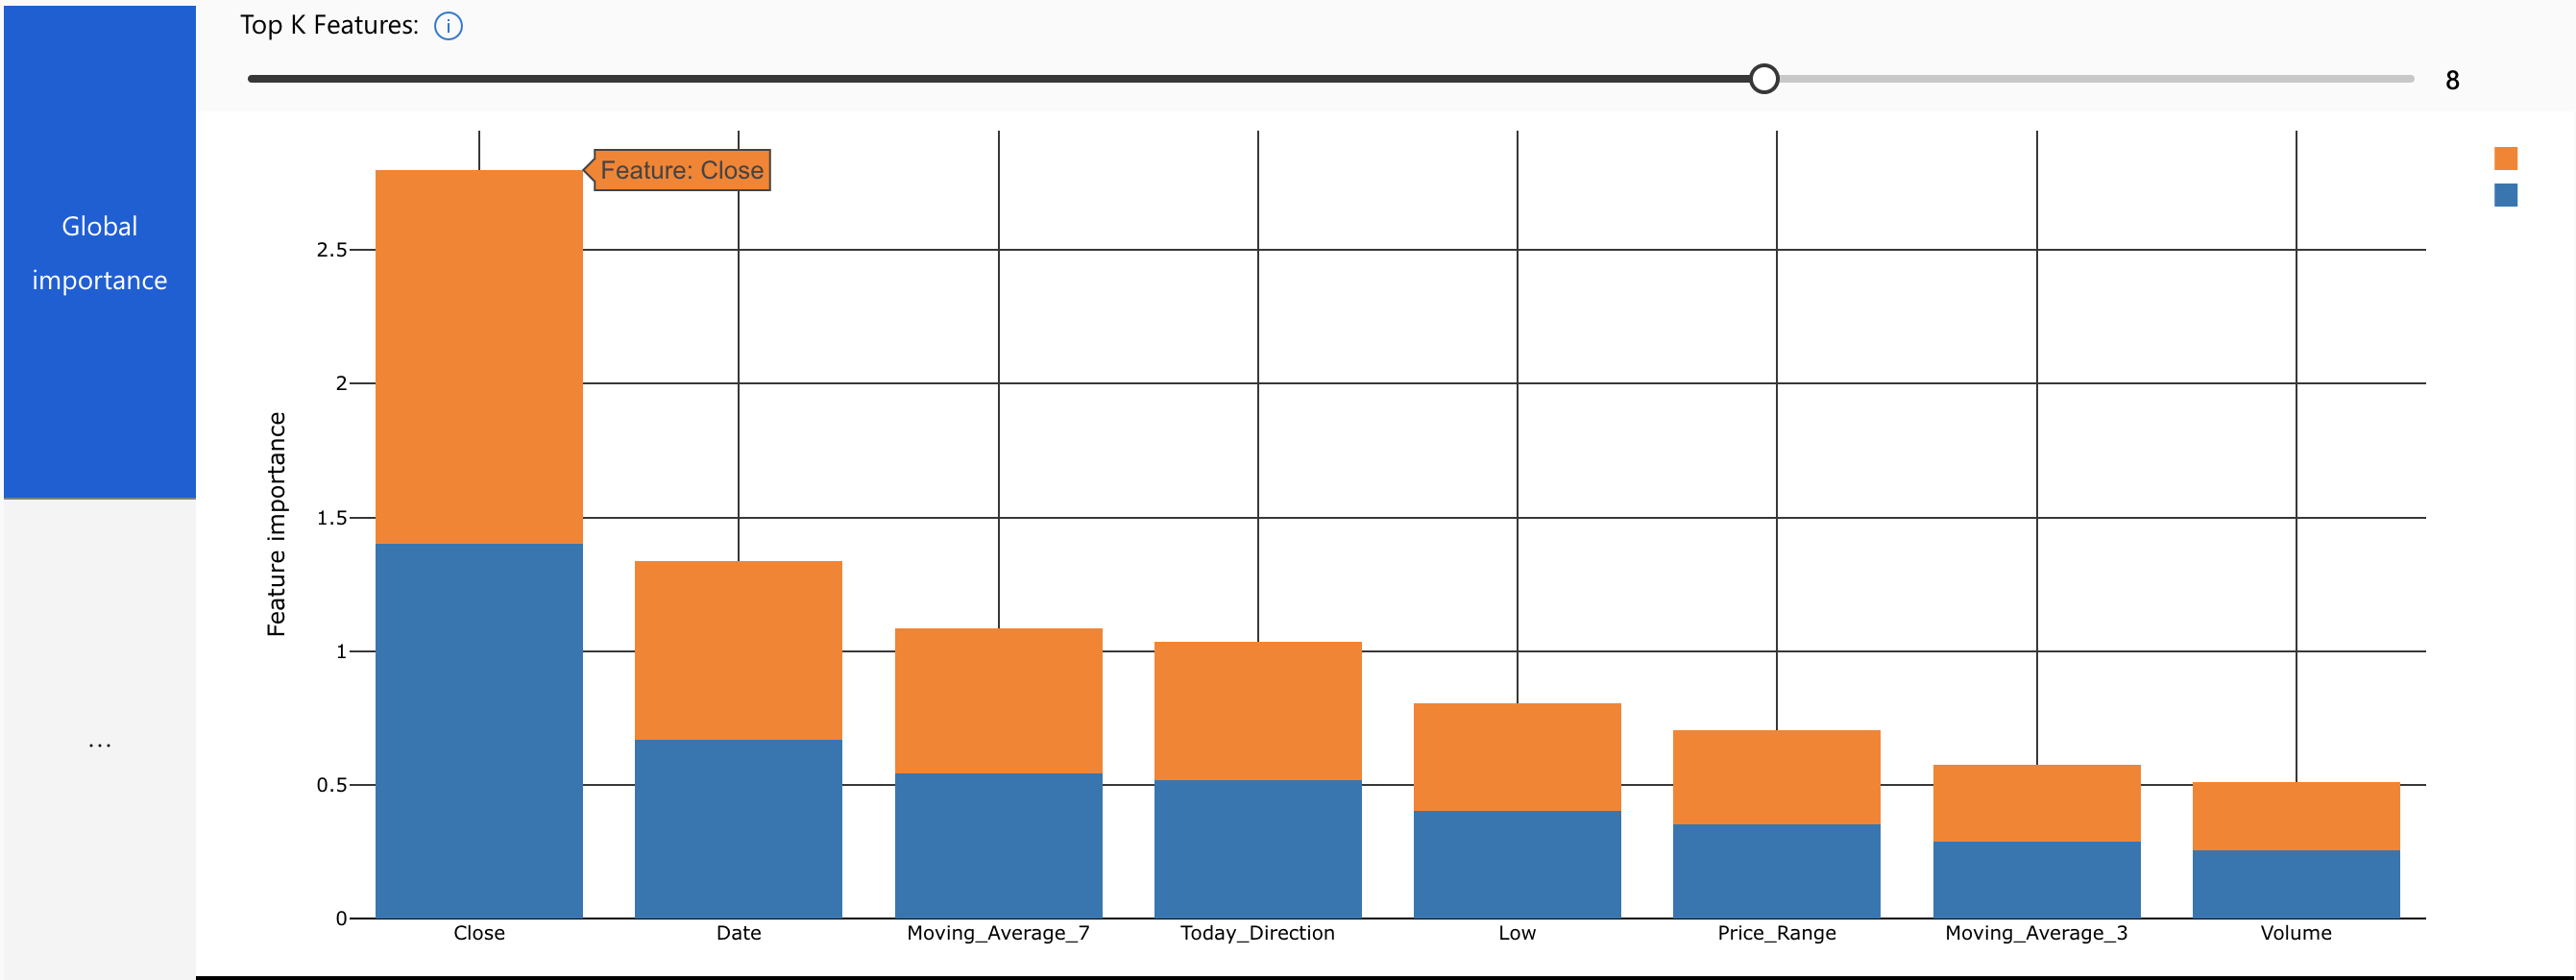 Top K Features: i
8
Global
importance
...
Feature: Close
Feature importance
2.5
2
1.5
1
0.5
0
Close Date Moving_Average_7 Today_Direction Low Price_Range Moving_Average_3 Volume